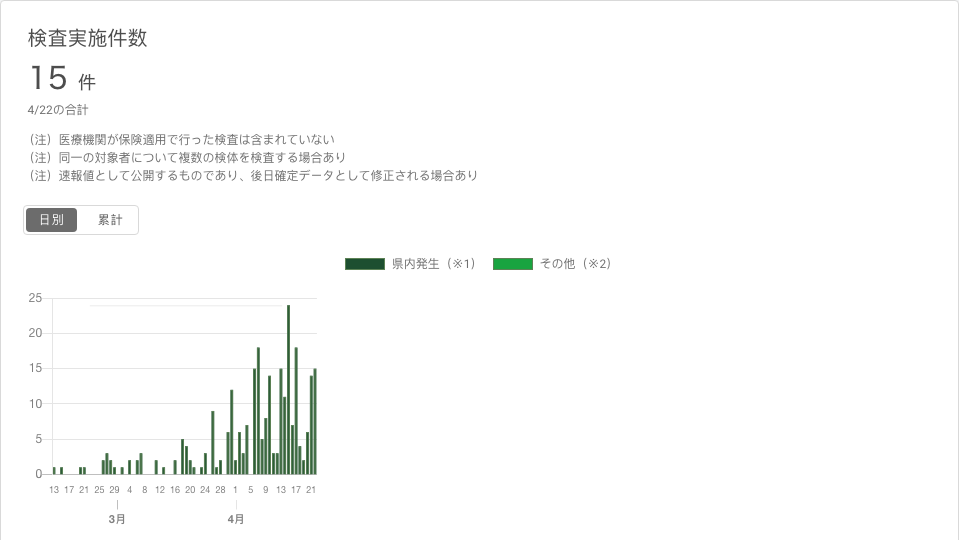 検査実施件数
15 件
4/22の合計
（注）医療機関が保険適用で行った検査は含まれていない
（注）同一の対象者について複数の検体を検査する場合あり
（注）速報値として公開するものであり、後日確定データとして修正される場合あり
日別 累計
県内発生（※1） その他（※2）
25
20
15
10
5
0
13 17 21 25 29 4 8 12 16 20 24 28 1 5 9 13 17 21
3月 4月